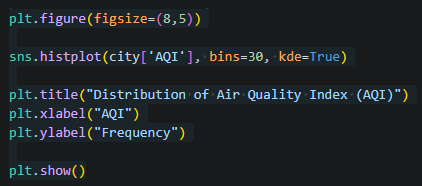 plt.figure(figsize=(8,5))
sns.histplot(city['AQI'], bins=30, kde=True)
plt.title("Distribution of Air Quality Index (AQI)")
plt.xlabel("AQI")
plt.ylabel("Frequency")
plt.show()